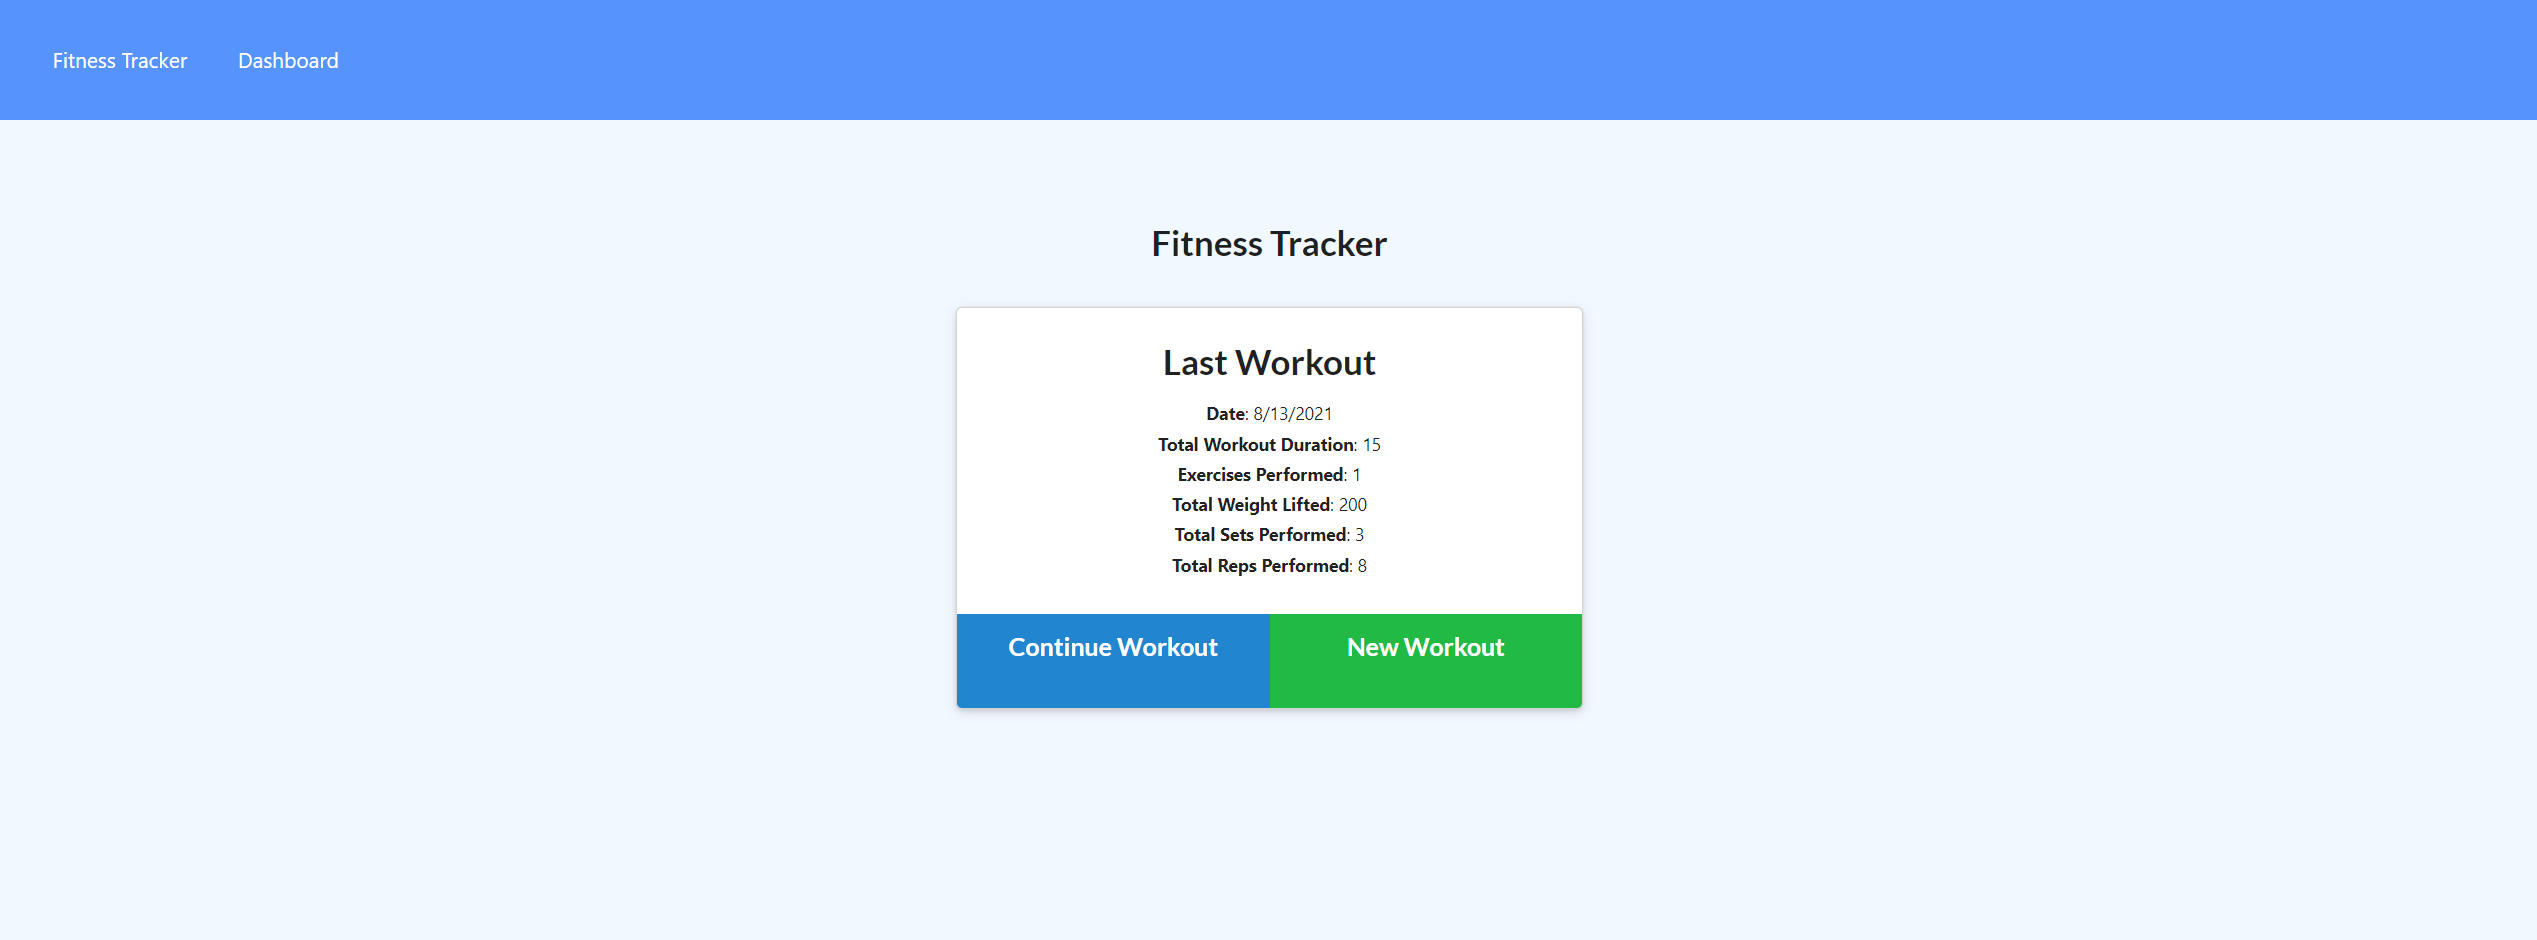 Fitness Tracker Dashboard
Fitness Tracker
Last Workout
Date: 8/13/2021
Total Workout Duration: 15
Exercises Performed: 1
Total Weight Lifted: 200
Total Sets Performed: 3
Total Reps Performed: 8
Continue Workout New Workout